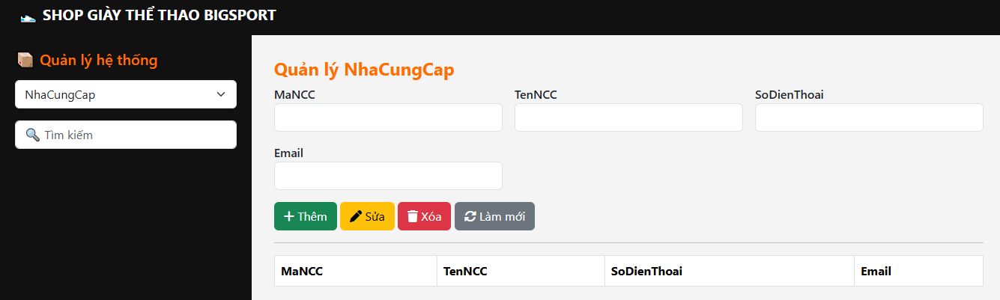 SHOP GIÀY THỂ THAO BIGSPORT
Quản lý hệ thống
NhaCungCap
Tìm kiếm
Quản lý NhaCungCap
MaNCC TenNCC SoDienThoai
Email
Thêm Sửa Xóa Làm mới
MaNCC TenNCC SoDienThoai Email